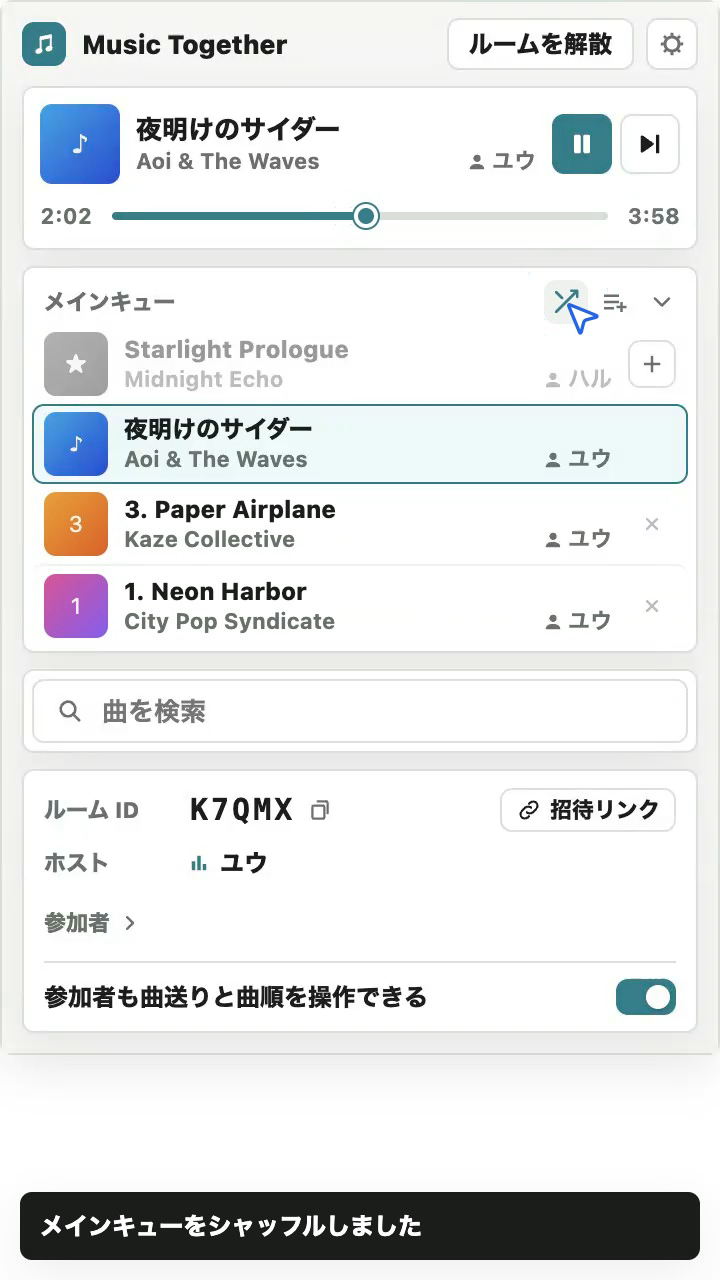 Music Together
ルームを解散
夜明けのサイダー
Aoi & The Waves
ユウ
2:02
3:58
メインキュー
Starlight Prologue
Midnight Echo
ハル
夜明けのサイダー
Aoi & The Waves
ユウ
3
3. Paper Airplane
Kaze Collective
ユウ
1
1. Neon Harbor
City Pop Syndicate
ユウ
曲を検索
ルーム ID
K7QMX
招待リンク
ホスト
ユウ
参加者
参加者も曲送りと曲順を操作できる
メインキューをシャッフルしました